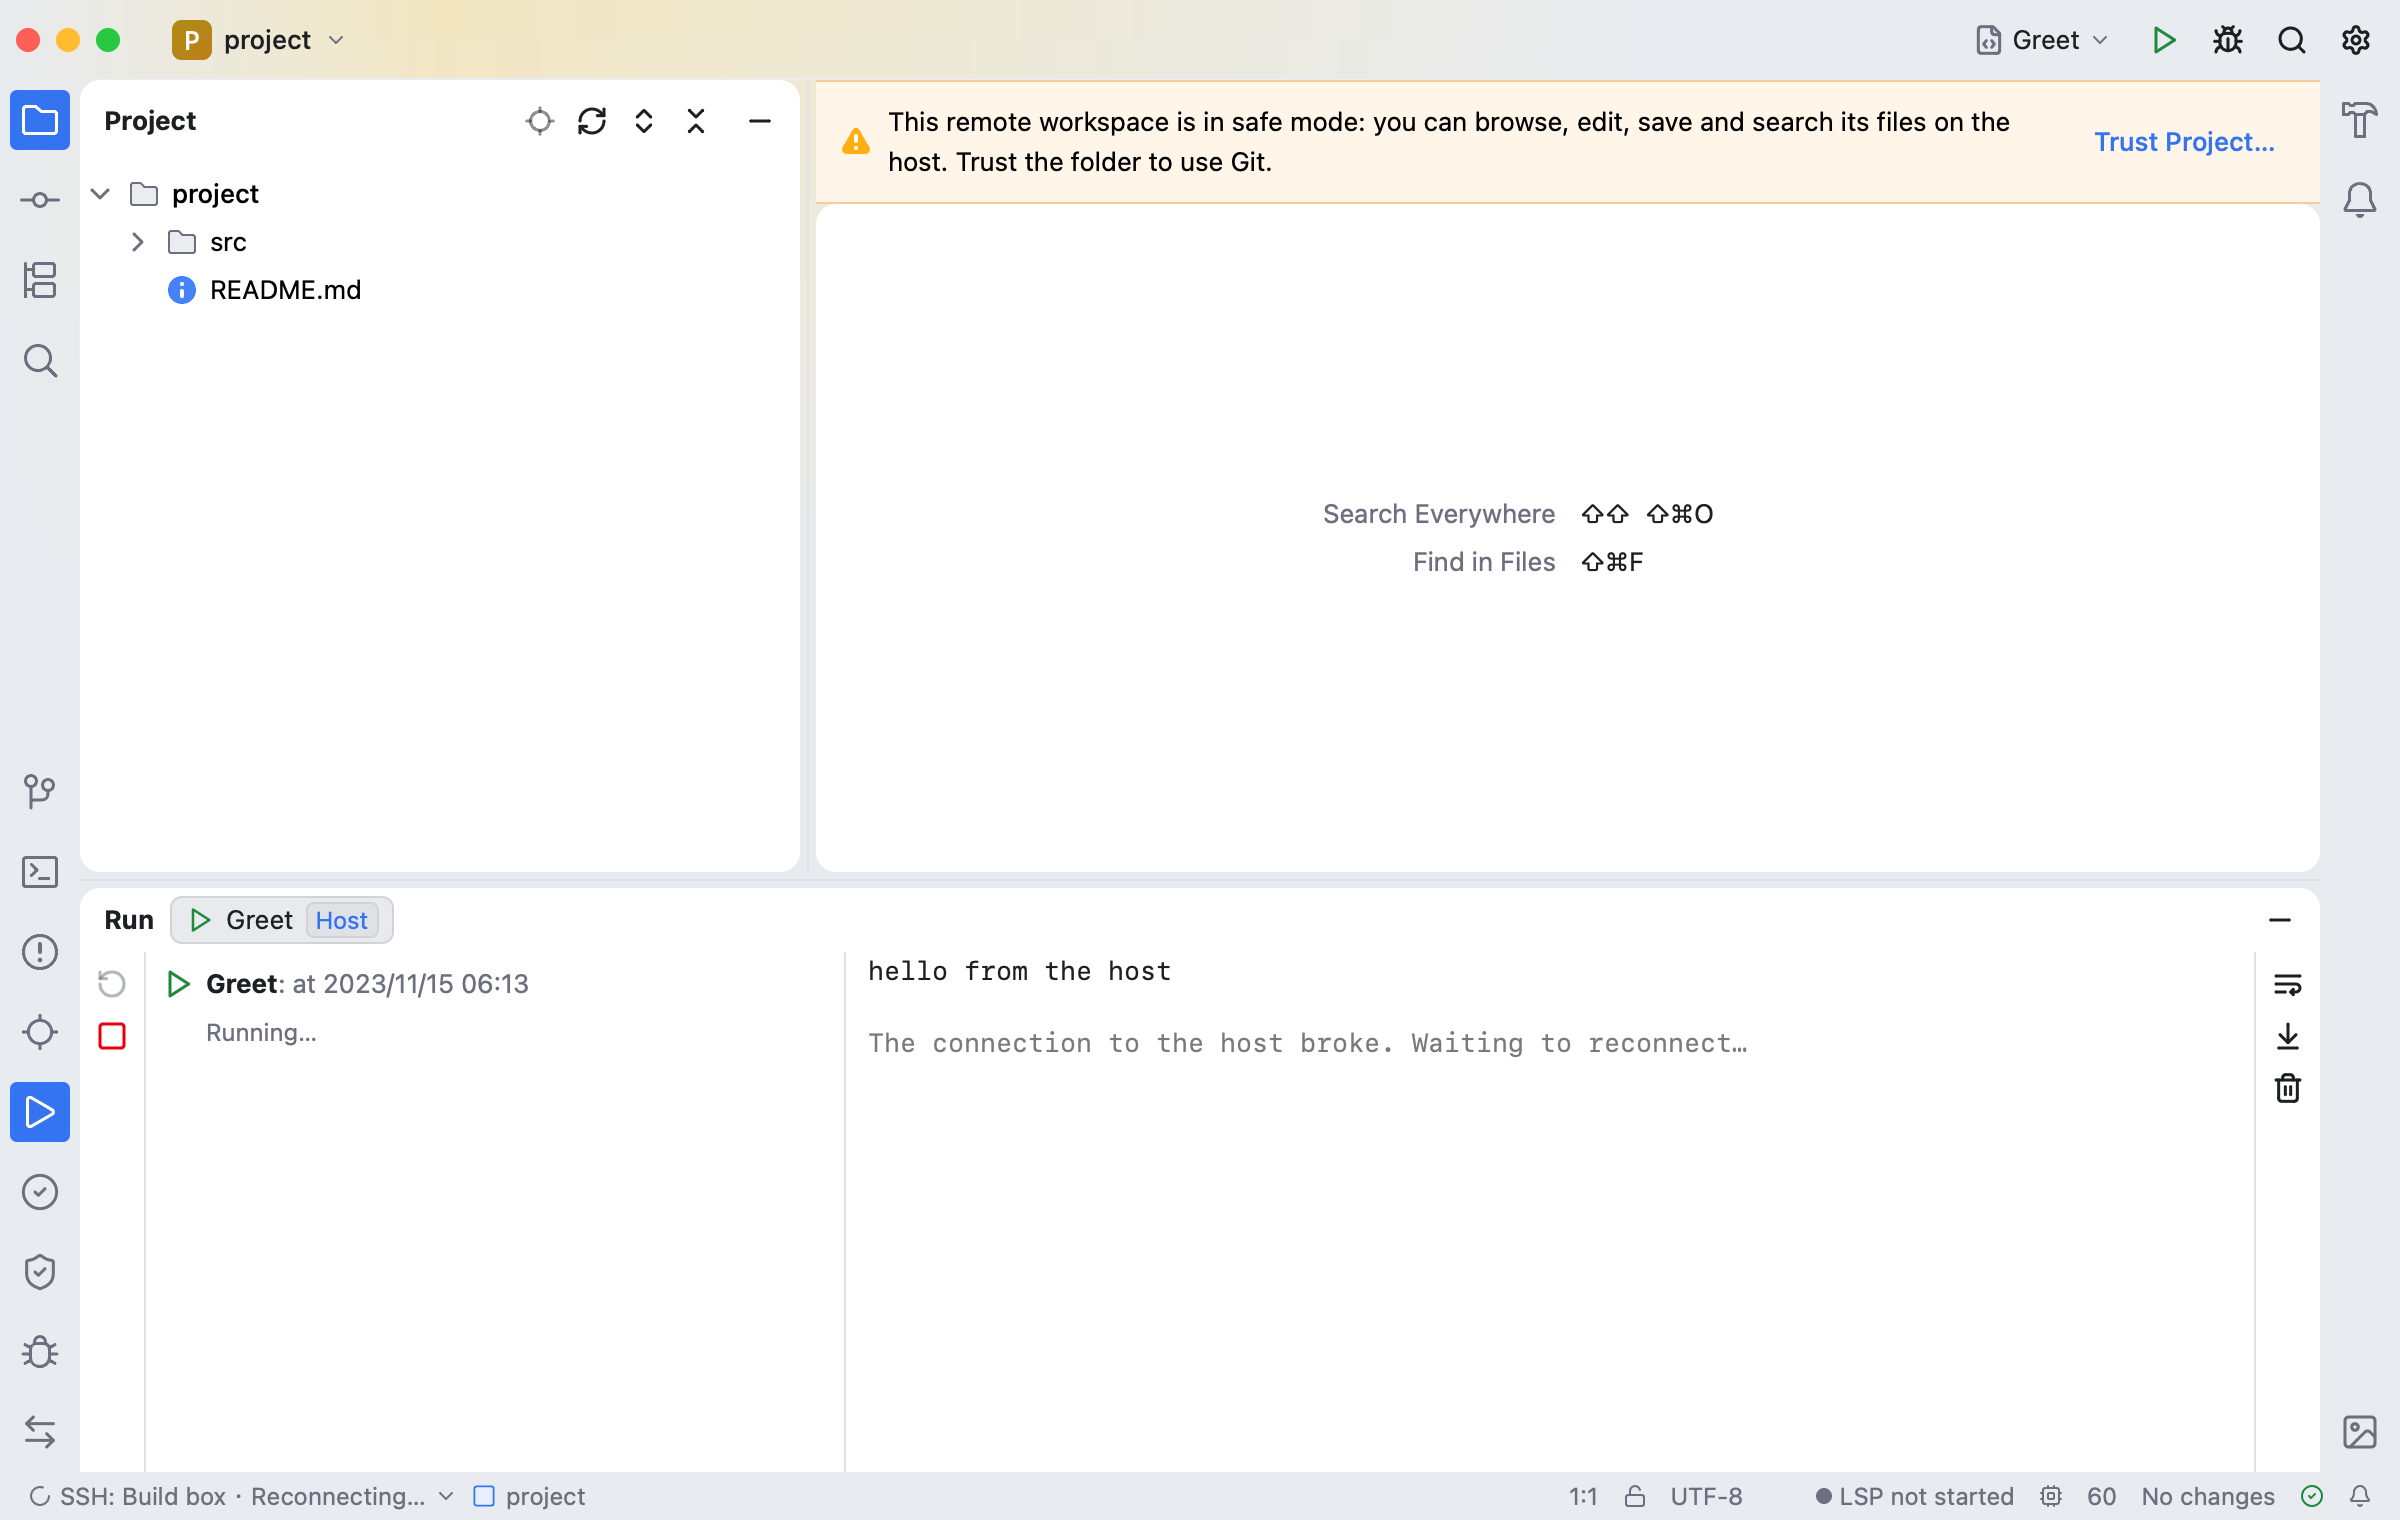 P project
Greet
Project
project
src
README.md
This remote workspace is in safe mode: you can browse, edit, save and search its files on the
host. Trust the folder to use Git.
Trust Project...
Search Everywhere ⇧⇧ ⇧⌘O
Find in Files ⇧⌘F
Run
Greet Host
Greet: at 2023/11/15 06:13
Running...
hello from the host
The connection to the host broke. Waiting to reconnect…
SSH: Build box · Reconnecting... project
1:1 UTF-8 LSP not started 60 No changes